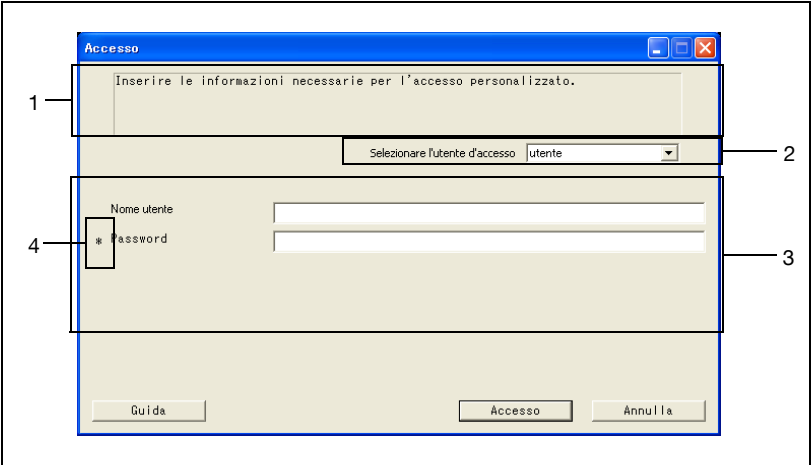 Accesso
Inserire le informazioni necessarie per l'accesso personalizzato.
1
Selezionare l'utente d'accesso utente
2
Nome utente
4
* Password
3
Guida Accesso Annulla